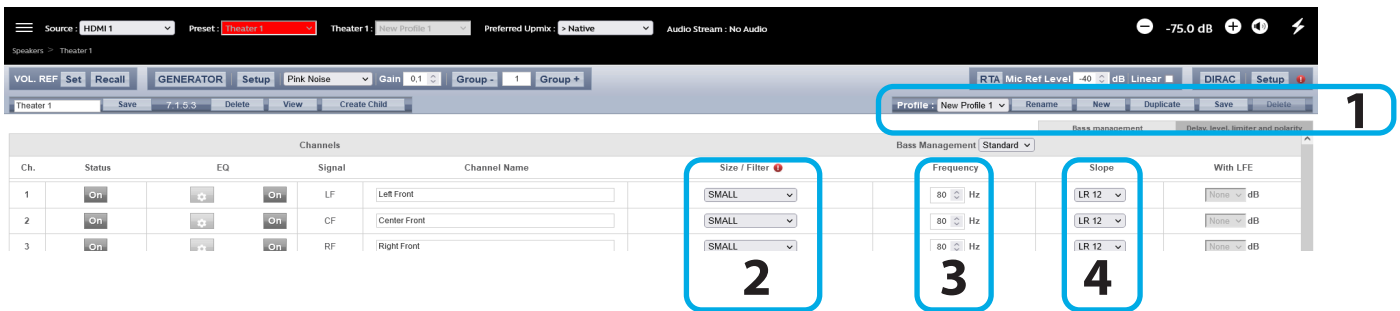 Source : HDMI 1 Preset : Theater 1 Theater 1 : New Profile 1 Preferred Upmix : > Native Audio Stream : No Audio -75.0 dB
Speakers > Theater 1
VOL. REF Set Recall GENERATOR Setup Pink Noise Gain 0,1 Group - 1 Group + RTA Mic Ref Level -40 dB Linear DIRAC Setup
Theater 1 Save 7.1.5.3 Delete View Create Child Profile : New Profile 1 Rename New Duplicate Save Delete 1
Bass management Delay, level, limiter and polarity
Channels Bass Management Standard
Ch. Status EQ Signal Channel Name Size / Filter Frequency Slope With LFE
1 On On LF Left Front SMALL 80 Hz LR 12 None dB
2 On On CF Center Front SMALL 80 Hz LR 12 None dB
3 On On RF Right Front SMALL 80 Hz LR 12 None dB
2 3 4